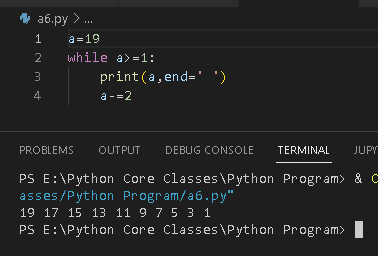 a6.py > ...
1 a=19
2 while a>=1:
3     print(a,end=' ')
4     a-=2
PROBLEMS OUTPUT DEBUG CONSOLE TERMINAL JUPY
PS E:\Python Core Classes\Python Program> &
asses/Python Program/a6.py"
19 17 15 13 11 9 7 5 3 1
PS E:\Python Core Classes\Python Program>